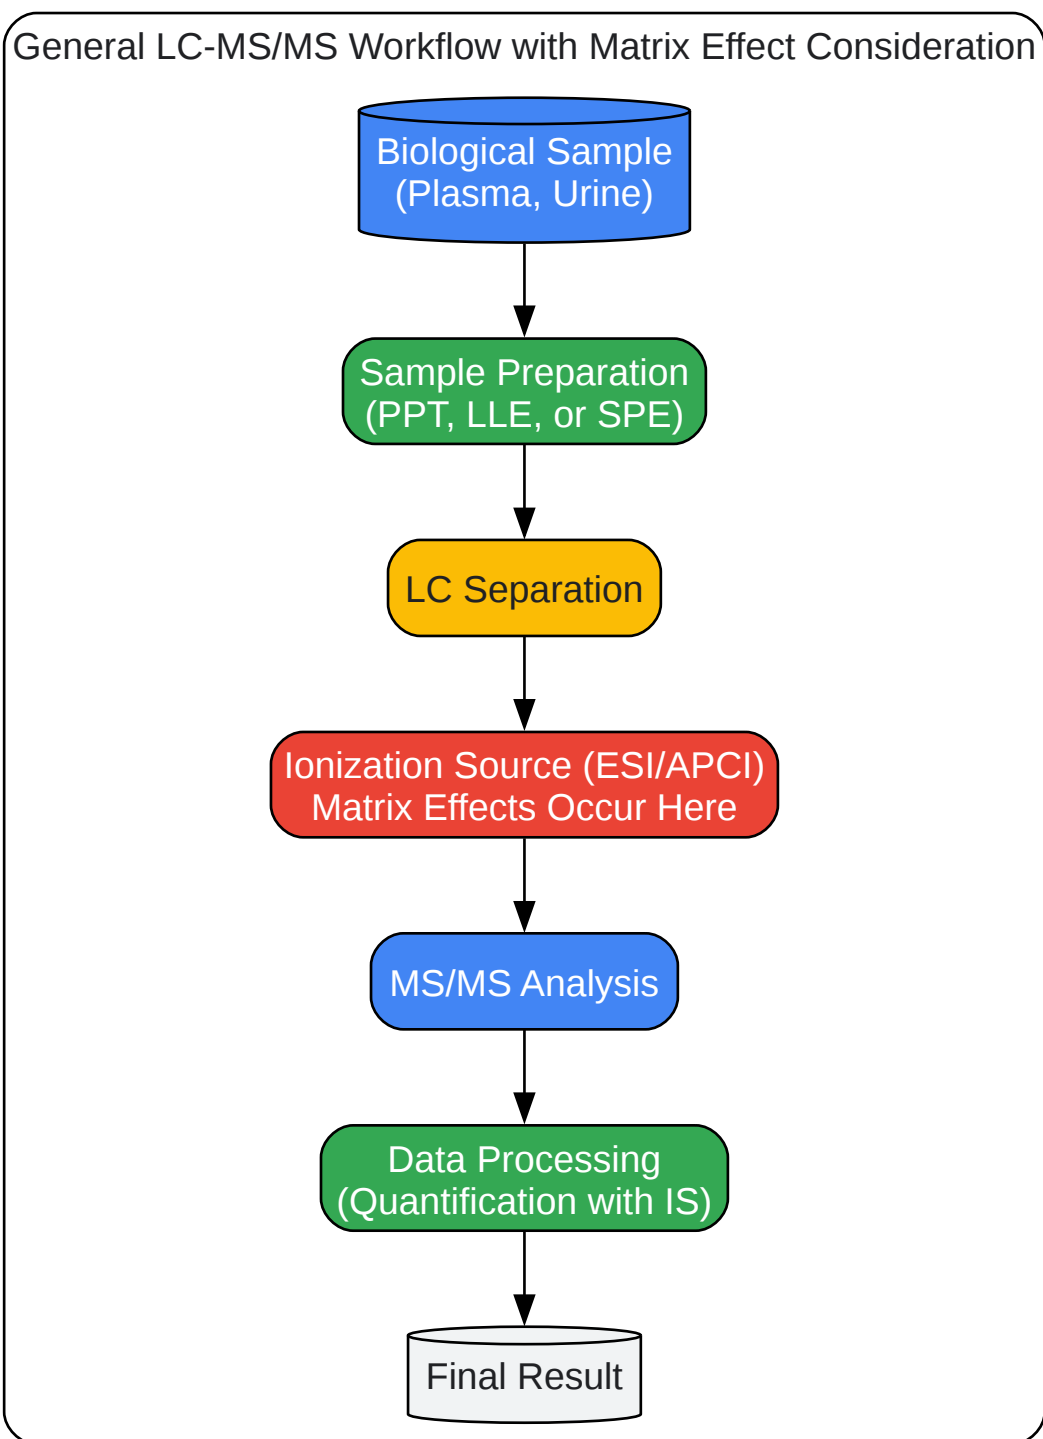 General LC-MS/MS Workflow with Matrix Effect Consideration
Biological Sample
(Plasma, Urine)
Sample Preparation
(PPT, LLE, or SPE)
LC Separation
Ionization Source (ESI/APCI)
Matrix Effects Occur Here
MS/MS Analysis
Data Processing
(Quantification with IS)
Final Result